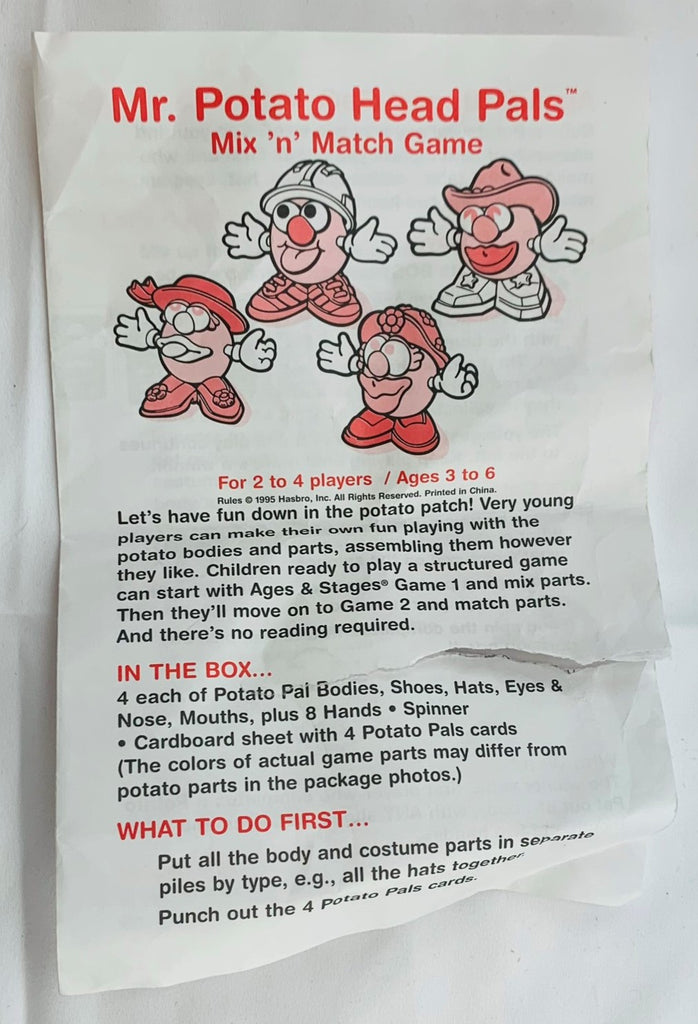 Mr. Potato Head Pals™
Mix 'n' Match Game
For 2 to 4 players / Ages 3 to 6
Rules © 1995 Hasbro, Inc. All Rights Reserved. Printed in China.
Let's have fun down in the potato patch! Very young
players can make their own fun playing with the
potato bodies and parts, assembling them however
they like. Children ready to play a structured game
can start with Ages & Stages® Game 1 and mix parts.
Then they'll move on to Game 2 and match parts.
And there's no reading required.
IN THE BOX...
4 each of Potato Pal Bodies, Shoes, Hats, Eyes &
Nose, Mouths, plus 8 Hands • Spinner
• Cardboard sheet with 4 Potato Pals cards
(The colors of actual game parts may differ from
potato parts in the package photos.)
WHAT TO DO FIRST...
Put all the body and costume parts in separate
piles by type, e.g., all the hats together.
Punch out the 4 Potato Pals cards.